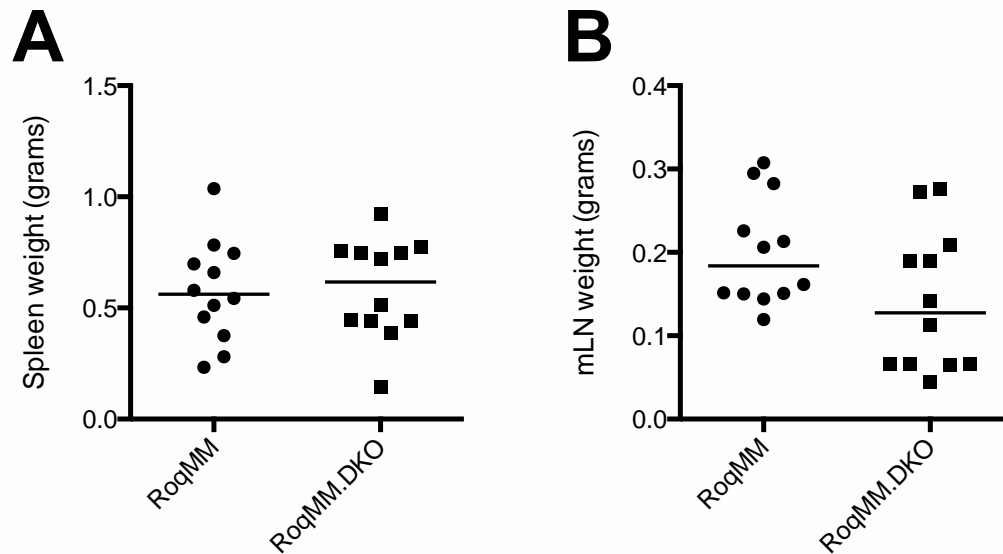 A
Spleen weight (grams)
1.5
1.0
0.5
0.0
RoqMM
RoqMM.DKO
B
mLN weight (grams)
0.4
0.3
0.2
0.1
0.0
RoqMM
RoqMM.DKO